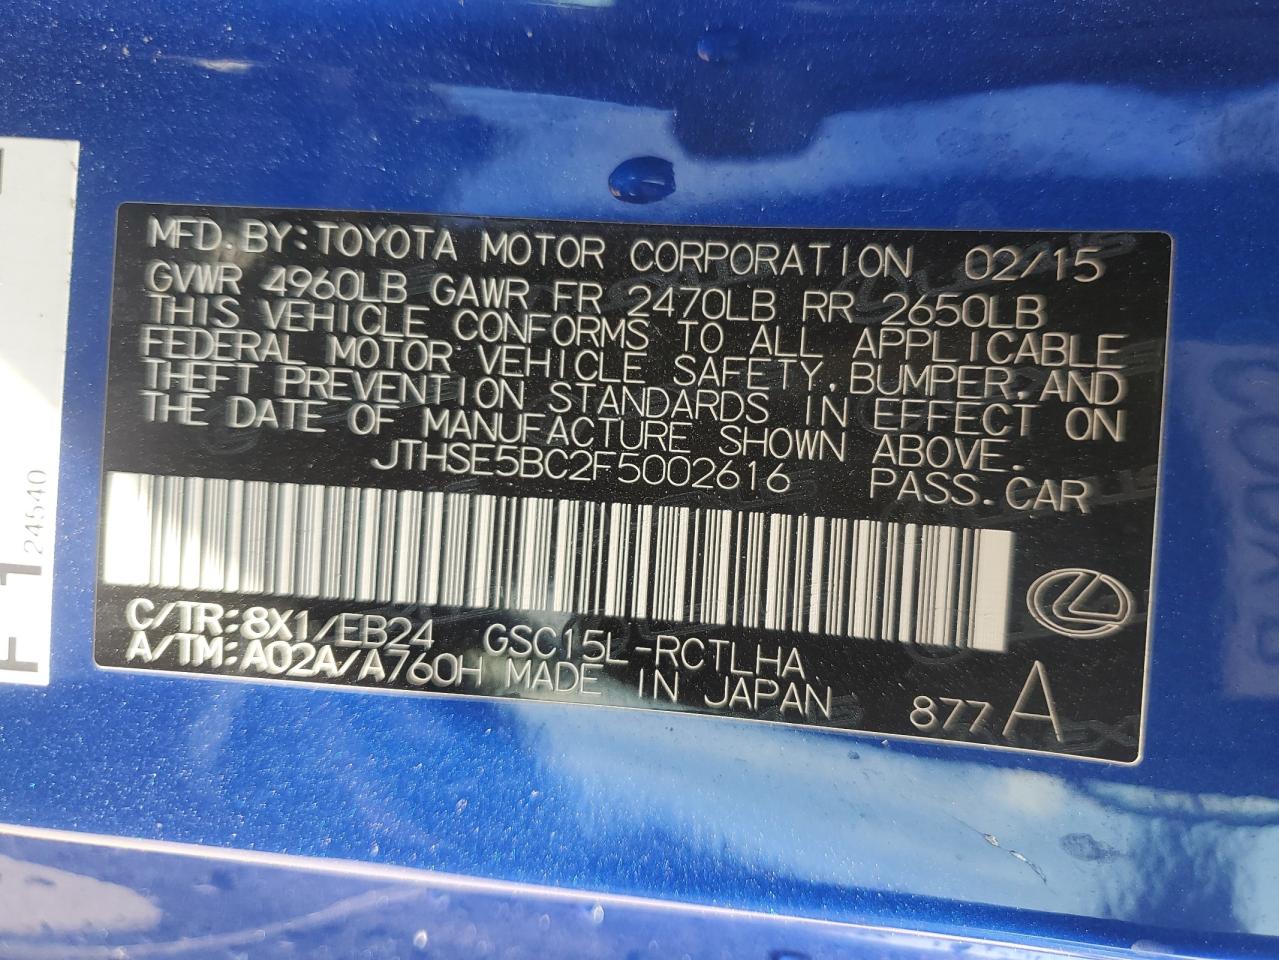 MFD.BY:TOYOTA MOTOR CORPORATION 02/15
GVWR 4960LB GAWR FR 2470LB RR 2650LB
THIS VEHICLE CONFORMS TO ALL APPLICABLE
FEDERAL MOTOR VEHICLE SAFETY,BUMPER,AND
THEFT PREVENTION STANDARDS IN EFFECT ON
THE DATE OF MANUFACTURE SHOWN ABOVE.
JTHSE5BC2F5002616 PASS.CAR
C/TR:8X1/EB24 GSC15L-RCTLHA
A/TM:A02A/A760H MADE IN JAPAN
877 A
24540